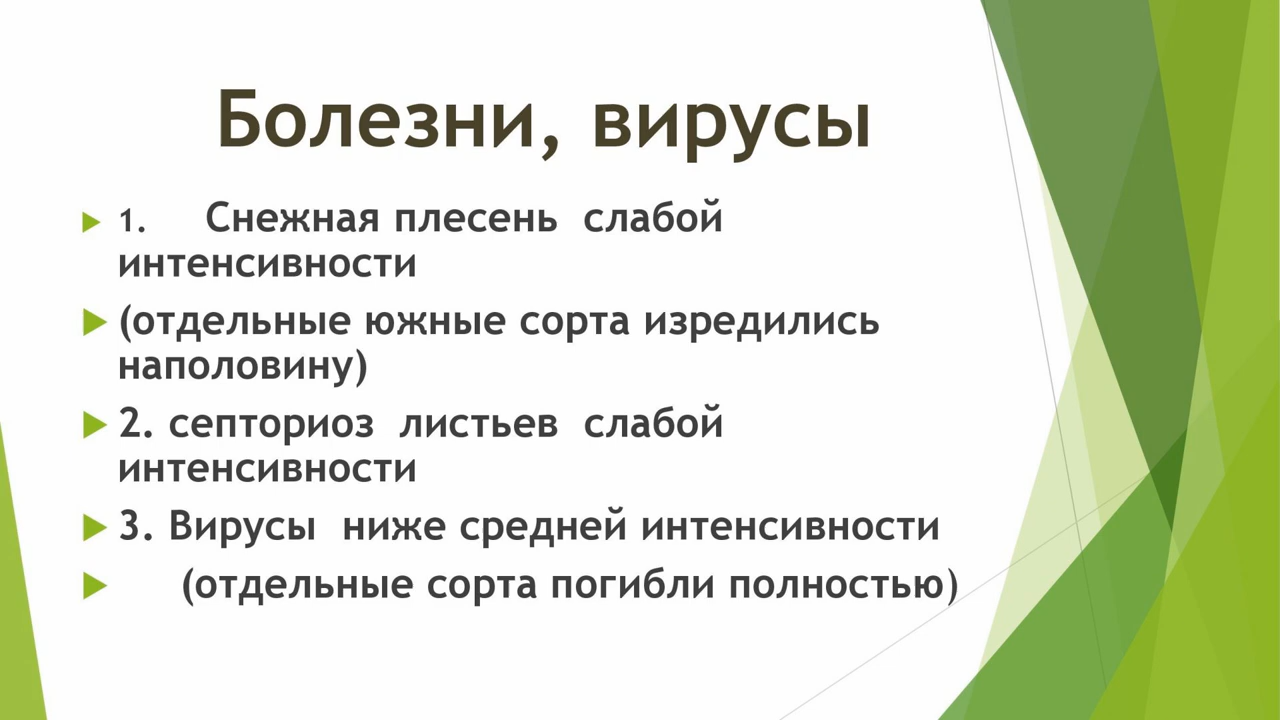 Болезни, вирусы
1. Снежная плесень слабой
интенсивности
(отдельные южные сорта изредились
наполовину)
2. септориоз листьев слабой
интенсивности
3. Вирусы ниже средней интенсивности
(отдельные сорта погибли полностью)